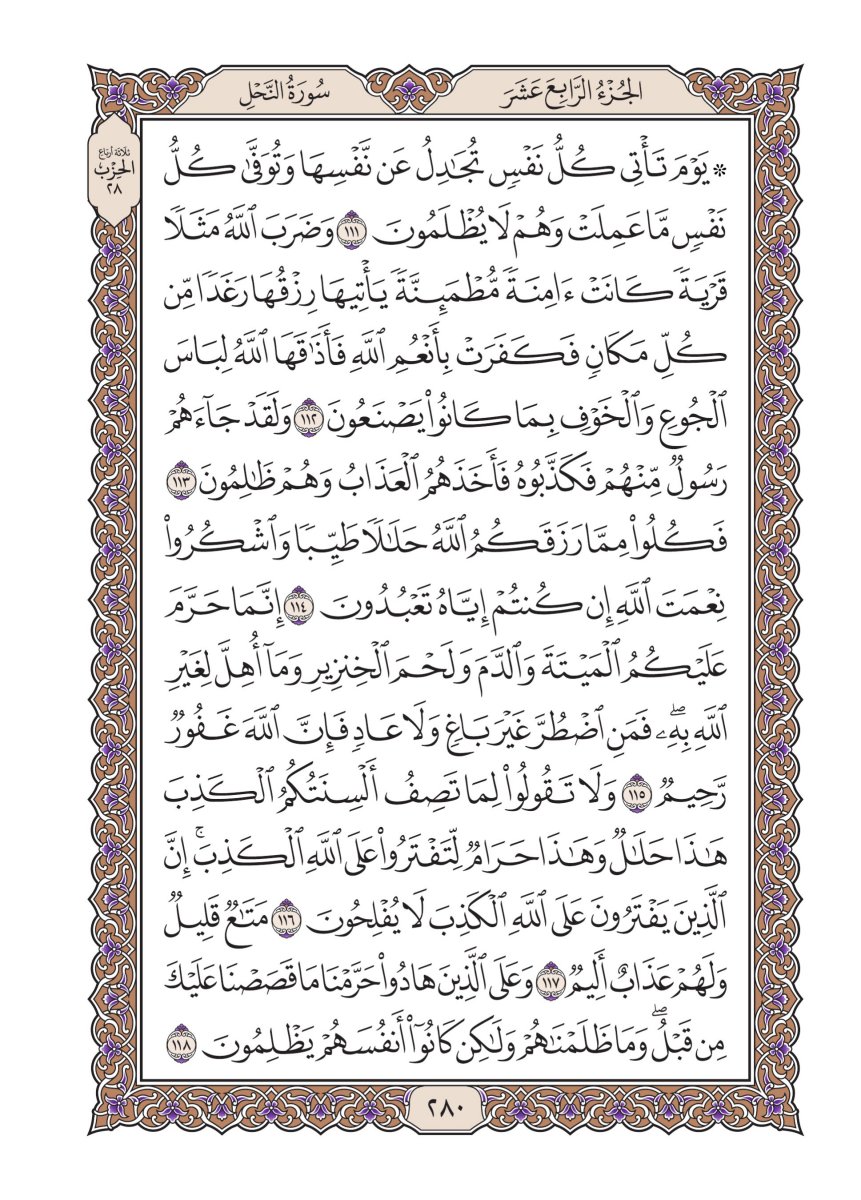 الجُزْءُ الرَّابِعَ عَشَرَ
سُورَةُ النَّحْلِ
ثلاثة أرباع
الحِزْب
٢٨
۞ يَوْمَ تَأْتِي كُلُّ نَفْسٖ تُجَٰدِلُ عَن نَّفْسِهَا وَتُوَفَّىٰ كُلُّ
نَفْسٖ مَّا عَمِلَتْ وَهُمْ لَا يُظْلَمُونَ ١١١ وَضَرَبَ ٱللَّهُ مَثَلٗا
قَرْيَةٗ كَانَتْ ءَامِنَةٗ مُّطْمَئِنَّةٗ يَأْتِيهَا رِزْقُهَا رَغَدٗا مِّن
كُلِّ مَكَانٖ فَكَفَرَتْ بِأَنْعُمِ ٱللَّهِ فَأَذَٰقَهَا ٱللَّهُ لِبَاسَ
ٱلْجُوعِ وَٱلْخَوْفِ بِمَا كَانُوا۟ يَصْنَعُونَ ١١٢ وَلَقَدْ جَآءَهُمْ
رَسُولٞ مِّنْهُمْ فَكَذَّبُوهُ فَأَخَذَهُمُ ٱلْعَذَابُ وَهُمْ ظَٰلِمُونَ ١١٣
فَكُلُوا۟ مِمَّا رَزَقَكُمُ ٱللَّهُ حَلَٰلٗا طَيِّبٗا وَٱشْكُرُوا۟
نِعْمَتَ ٱللَّهِ إِن كُنتُمْ إِيَّاهُ تَعْبُدُونَ ١١٤ إِنَّمَا حَرَّمَ
عَلَيْكُمُ ٱلْمَيْتَةَ وَٱلدَّمَ وَلَحْمَ ٱلْخِنزِيرِ وَمَآ أُهِلَّ لِغَيْرِ
ٱللَّهِ بِهِۦۖ فَمَنِ ٱضْطُرَّ غَيْرَ بَاغٖ وَلَا عَادٖ فَإِنَّ ٱللَّهَ غَفُورٞ
رَّحِيمٞ ١١٥ وَلَا تَقُولُوا۟ لِمَا تَصِفُ أَلْسِنَتُكُمُ ٱلْكَذِبَ
هَٰذَا حَلَٰلٞ وَهَٰذَا حَرَامٞ لِّتَفْتَرُوا۟ عَلَى ٱللَّهِ ٱلْكَذِبَۚ إِنَّ
ٱلَّذِينَ يَفْتَرُونَ عَلَى ٱللَّهِ ٱلْكَذِبَ لَا يُفْلِحُونَ ١١٦ مَتَٰعٞ قَلِيلٞ
وَلَهُمْ عَذَابٌ أَلِيمٞ ١١٧ وَعَلَى ٱلَّذِينَ هَادُوا۟ حَرَّمْنَا مَا قَصَصْنَا عَلَيْكَ
مِن قَبْلُۖ وَمَا ظَلَمْنَٰهُمْ وَلَٰكِن كَانُوٓا۟ أَنفُسَهُمْ يَظْلِمُونَ ١١٨
٢٨٠